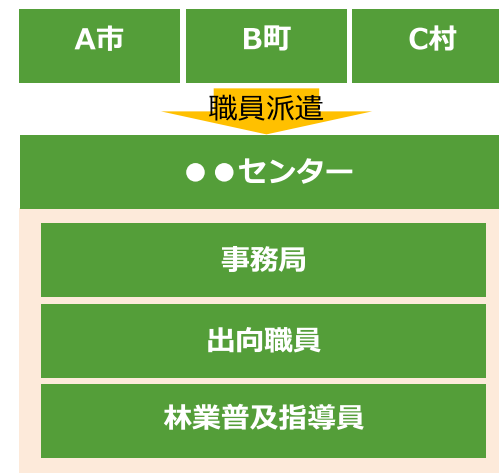 A市
B町
C村
職員派遣
●●センター
事務局
出向職員
林業普及指導員